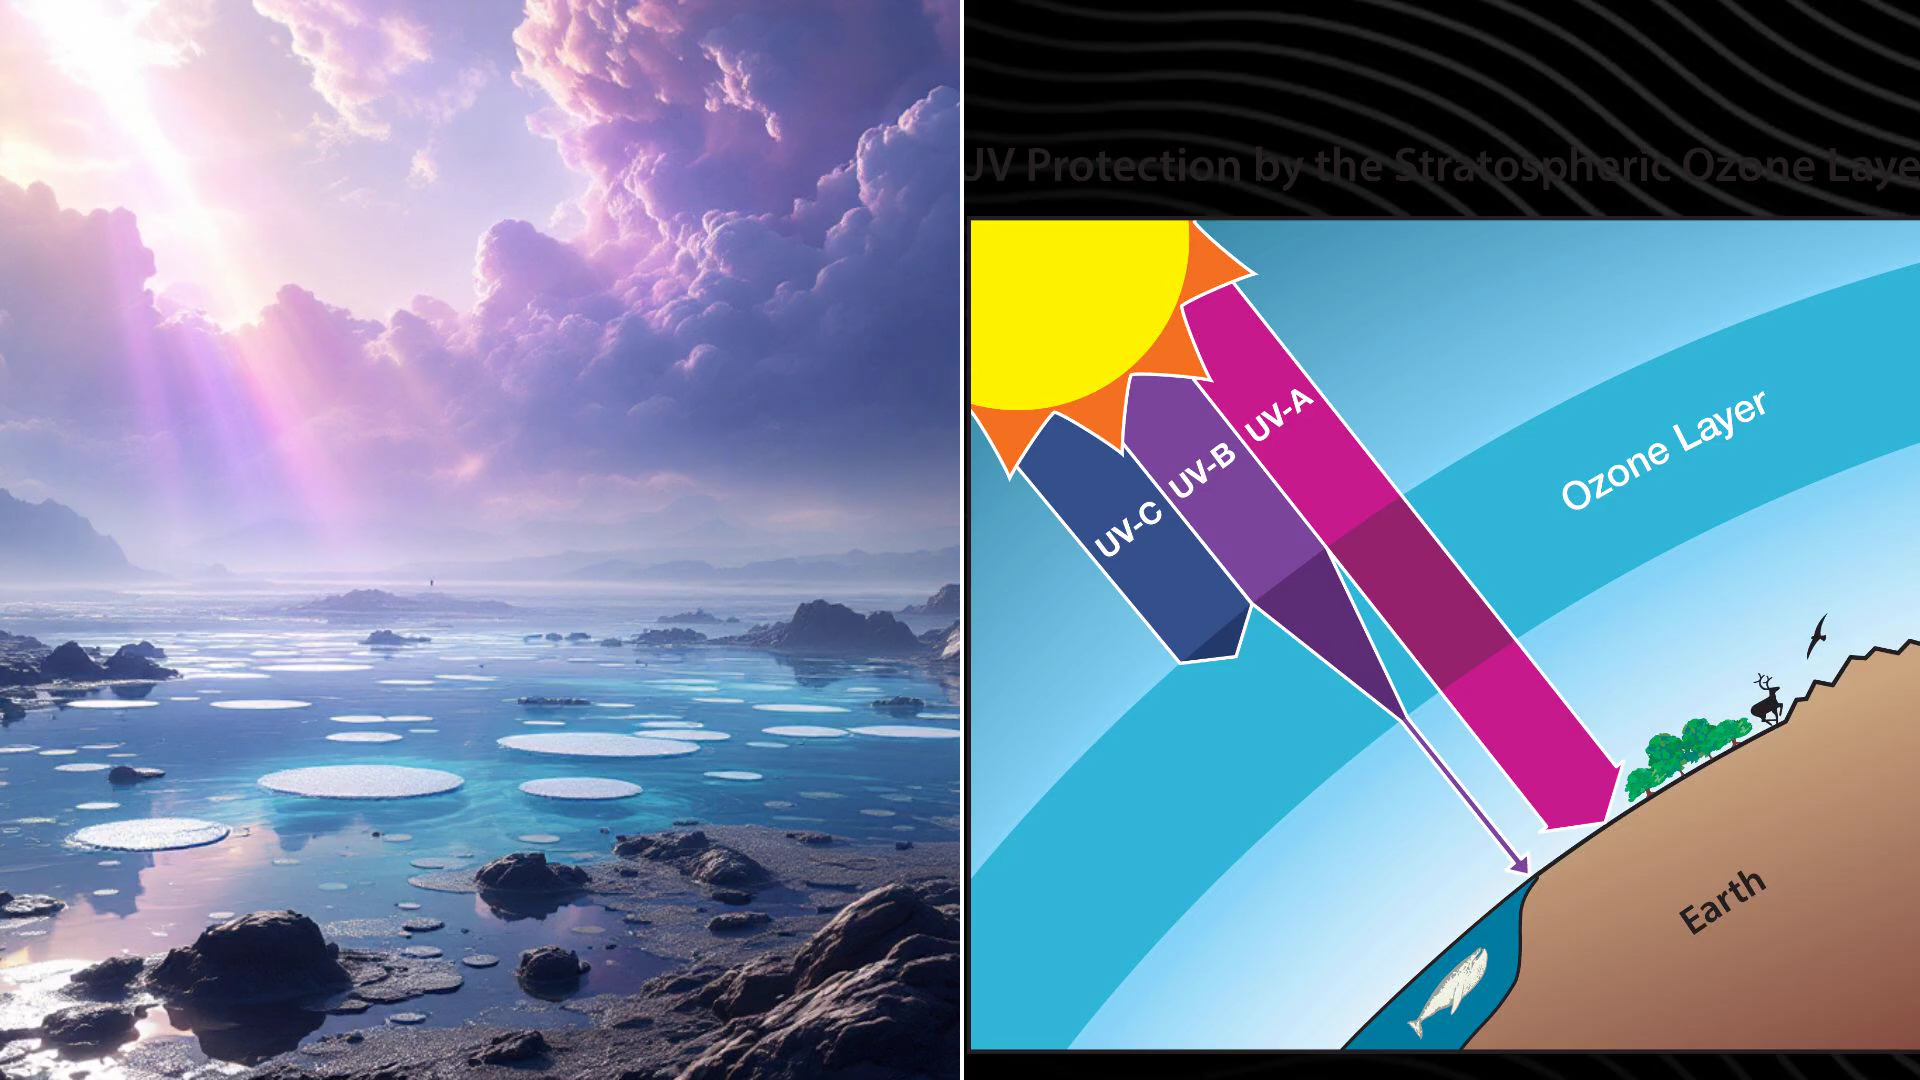 UV Protection by the Stratospheric Ozone Laye
UV-A
UV-B
UV-C
Ozone Layer
Earth